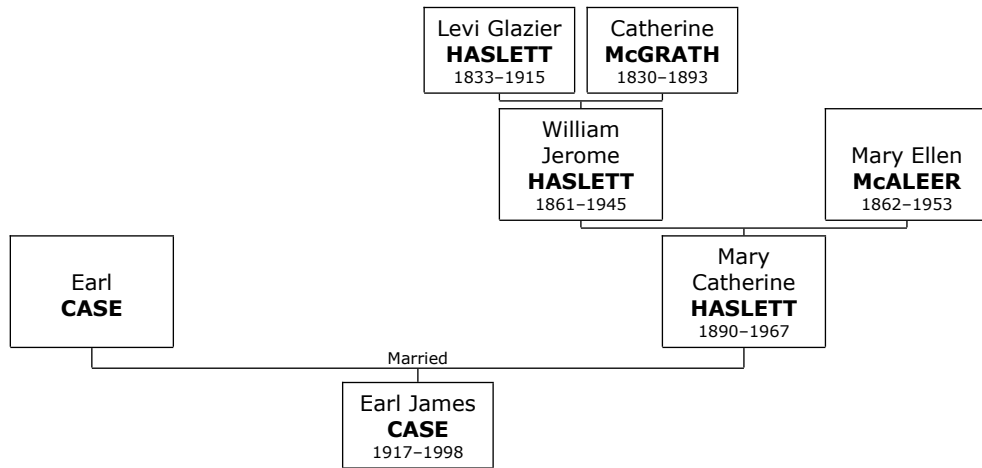 Levi Glazier
HASLETT
1833–1915
Catherine
McGRATH
1830–1893
William
Jerome
HASLETT
1861–1945
Mary Ellen
McALEER
1862–1953
Earl
CASE
Mary
Catherine
HASLETT
1890–1967
Married
Earl James
CASE
1917–1998